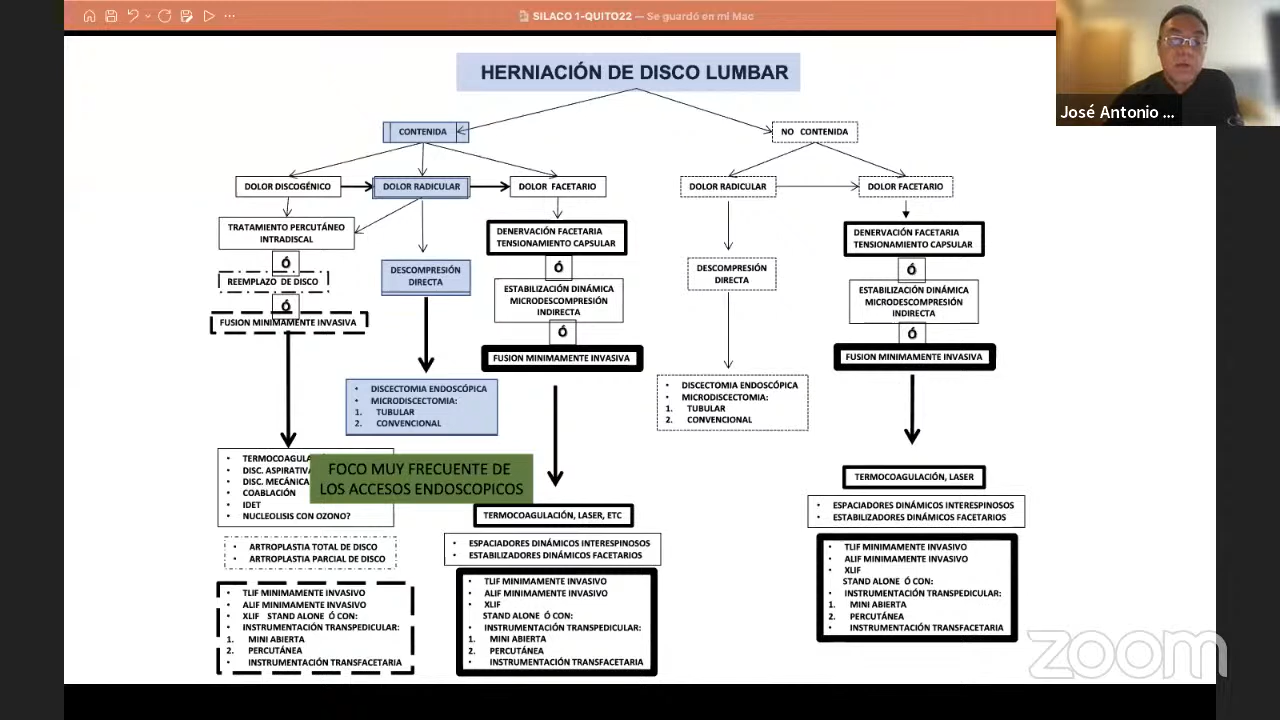 SILACO 1-QUITO22 — Se guardó en mi Mac
José Antonio ...
HERNIACIÓN DE DISCO LUMBAR
CONTENIDA
NO CONTENIDA
DOLOR DISCOGÉNICO
DOLOR RADICULAR
DOLOR FACETARIO
DOLOR RADICULAR
DOLOR FACETARIO
TRATAMIENTO PERCUTÁNEO
INTRADISCAL
Ó
REEMPLAZO DE DISCO
Ó
FUSION MINIMAMENTE INVASIVA
DESCOMPRESIÓN
DIRECTA
DENERVACIÓN FACETARIA
TENSIONAMIENTO CAPSULAR
Ó
ESTABILIZACIÓN DINÁMICA
MICRODESCOMPRESIÓN
INDIRECTA
Ó
FUSION MINIMAMENTE INVASIVA
DESCOMPRESIÓN
DIRECTA
DENERVACIÓN FACETARIA
TENSIONAMIENTO CAPSULAR
Ó
ESTABILIZACIÓN DINÁMICA
MICRODESCOMPRESIÓN
INDIRECTA
Ó
FUSION MINIMAMENTE INVASIVA
• DISCECTOMIA ENDOSCÓPICA
• MICRODISCECTOMIA:
1. TUBULAR
2. CONVENCIONAL
• DISCECTOMIA ENDOSCÓPICA
• MICRODISCECTOMIA:
1. TUBULAR
2. CONVENCIONAL
• TERMOCOAGULA
• DISC. ASPIRATIVA
• DISC. MECÁNICA
• COABLACIÓN
• IDET
• NUCLEOLISIS CON OZONO?
FOCO MUY FRECUENTE DE
LOS ACCESOS ENDOSCOPICOS
• ARTROPLASTIA TOTAL DE DISCO
• ARTROPLASTIA PARCIAL DE DISCO
• TLIF MINIMAMENTE INVASIVO
• ALIF MINIMAMENTE INVASIVO
• XLIF STAND ALONE Ó CON:
• INSTRUMENTACIÓN TRANSPEDICULAR:
1. MINI ABIERTA
2. PERCUTÁNEA
• INSTRUMENTACIÓN TRANSFACETARIA
TERMOCOAGULACIÓN, LASER, ETC
• ESPACIADORES DINÁMICOS INTERESPINOSOS
• ESTABILIZADORES DINÁMICOS FACETARIOS
• TLIF MINIMAMENTE INVASIVO
• ALIF MINIMAMENTE INVASIVO
• XLIF
STAND ALONE Ó CON:
• INSTRUMENTACIÓN TRANSPEDICULAR:
1. MINI ABIERTA
2. PERCUTÁNEA
• INSTRUMENTACIÓN TRANSFACETARIA
TERMOCOAGULACIÓN, LASER
• ESPACIADORES DINÁMICOS INTERESPINOSOS
• ESTABILIZADORES DINÁMICOS FACETARIOS
• TLIF MINIMAMENTE INVASIVO
• ALIF MINIMAMENTE INVASIVO
• XLIF
STAND ALONE Ó CON:
• INSTRUMENTACIÓN TRANSPEDICULAR:
1. MINI ABIERTA
2. PERCUTÁNEA
• INSTRUMENTACIÓN TRANSFACETARIA
zoom